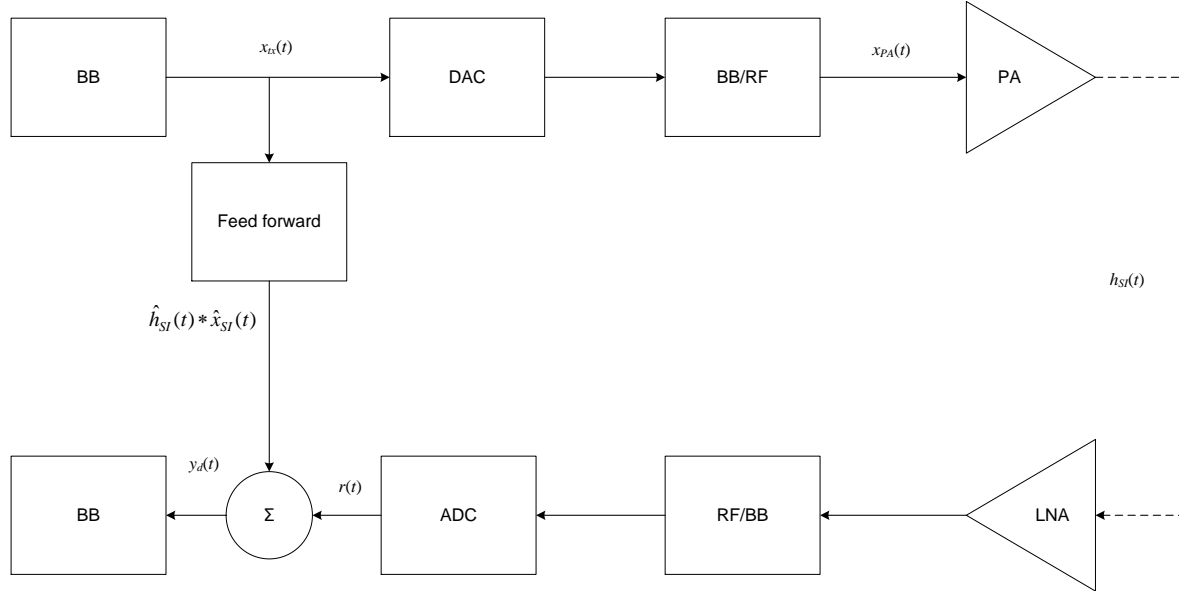 x_tx(t)
x_PA(t)
BB
DAC
BB/RF
PA
Feed forward
h_SI(t)
ĥ_SI(t) * x̂_SI(t)
y_d(t)
r(t)
BB
Σ
ADC
RF/BB
LNA